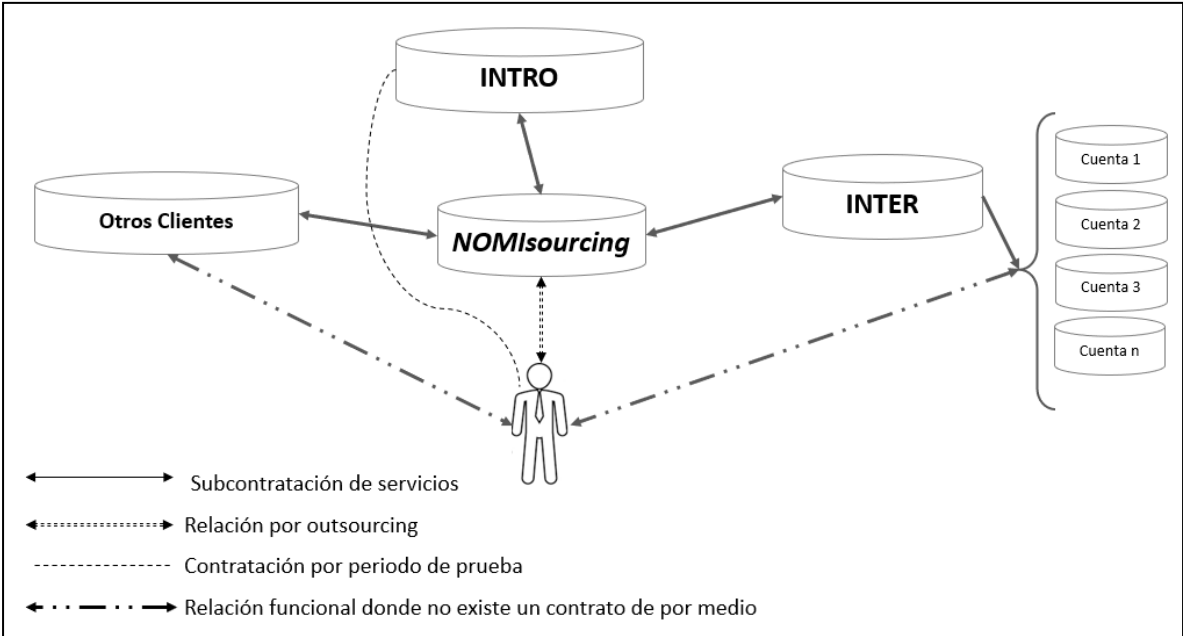 INTRO
Otros Clientes
NOMIsourcing
INTER
Cuenta 1
Cuenta 2
Cuenta 3
Cuenta n
Subcontratación de servicios
Relación por outsourcing
Contratación por periodo de prueba
Relación funcional donde no existe un contrato de por medio